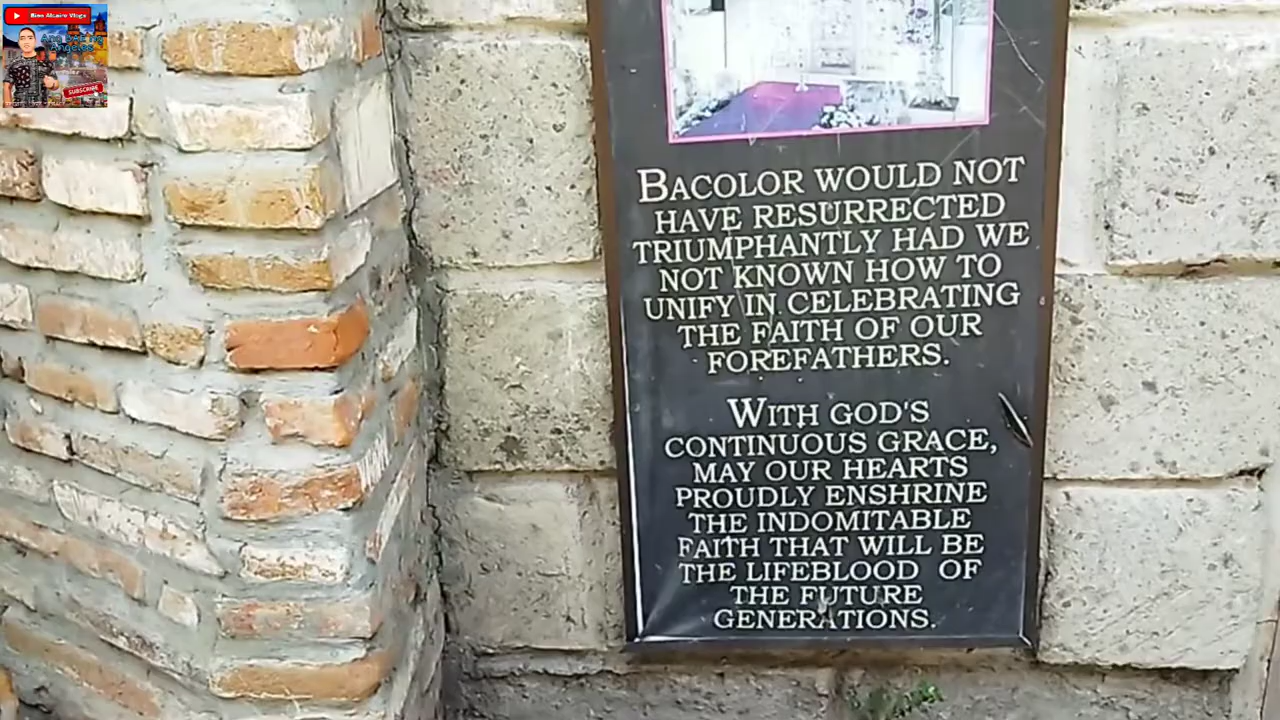 Bacolor would not
have resurrected
triumphantly had we
not known how to
unify in celebrating
the faith of our
forefathers.
With God's
continuous grace,
may our hearts
proudly enshrine
the indomitable
faith that will be
the lifeblood of
the future
generations.
SUBSCRIBE